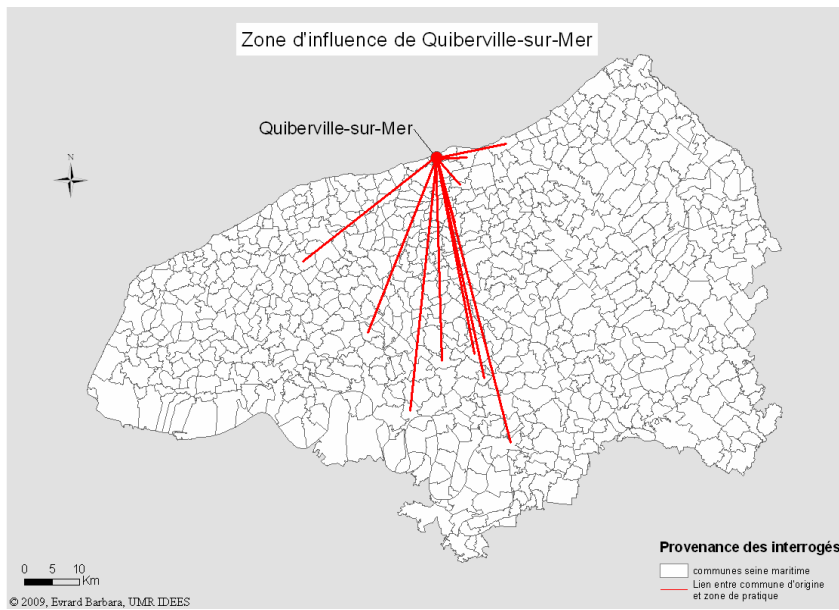 Zone d'influence de Quiberville-sur-Mer
Quiberville-sur-Mer
N
Provenance des interrogés
communes seine maritime
Lien entre commune d'origine
et zone de pratique
0 5 10
Km
© 2009, Evrard Barbara, UMR IDEES